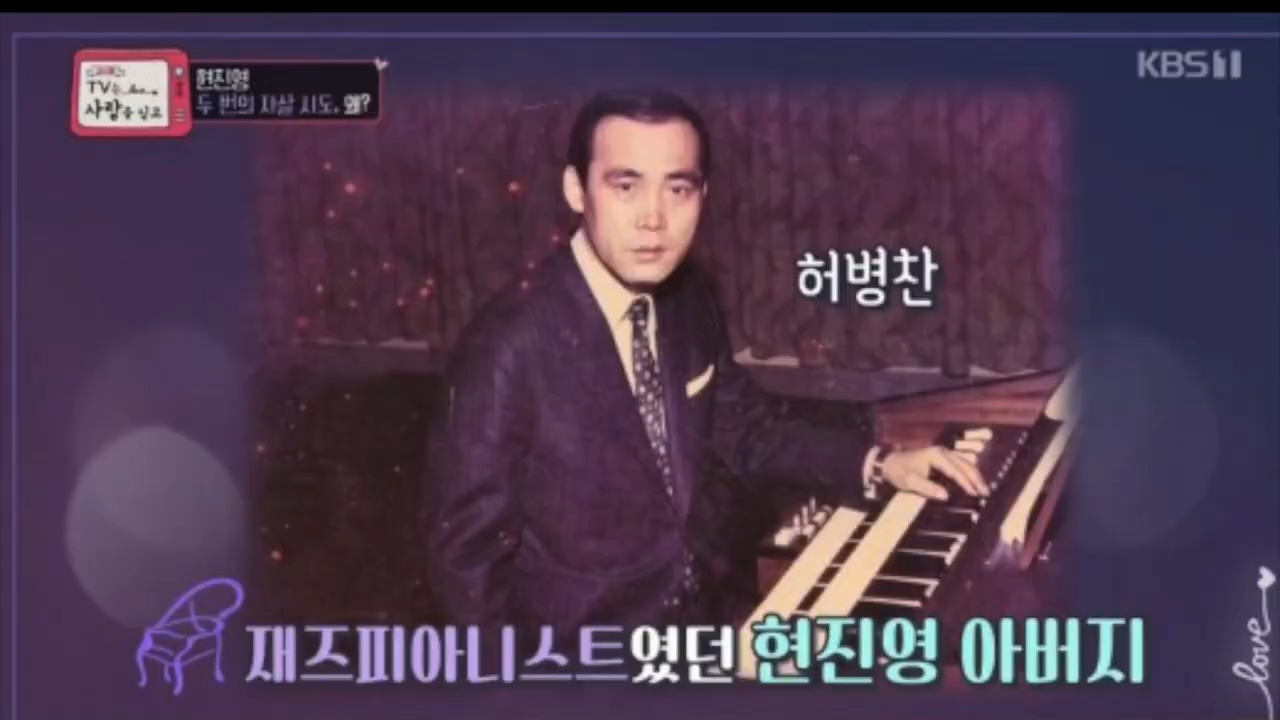 TV는
사랑을 싣고
현진영
두 번의 자살 시도, 왜?
KBS1
허병찬
재즈피아니스트였던 현진영 아버지
love